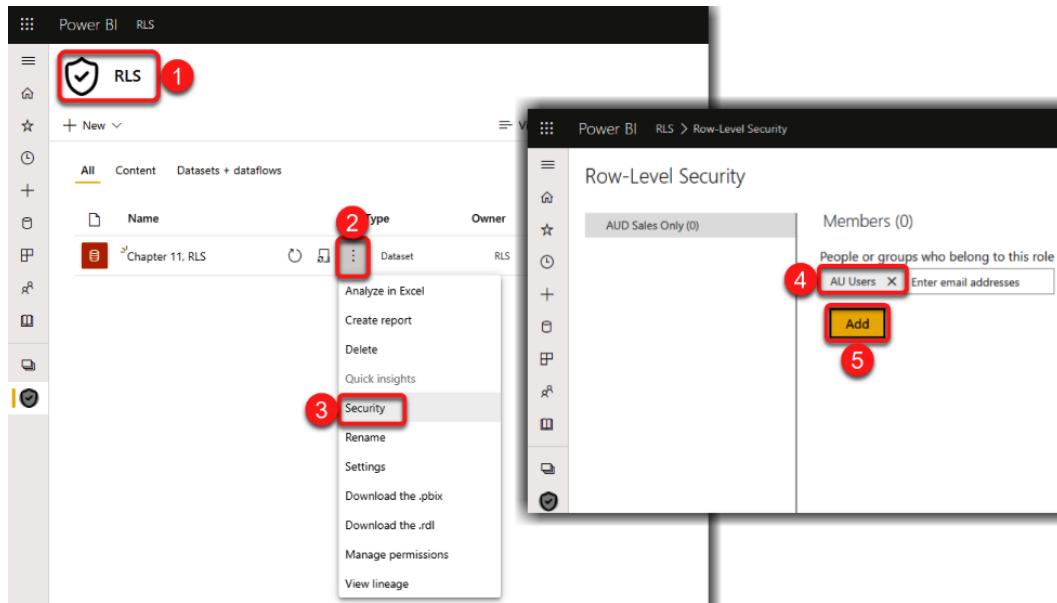 Power BI RLS
RLS
1
+ New
All Content Datasets + dataflows
2
Name Type Owner
Chapter 11, RLS Dataset RLS
Analyze in Excel
Create report
Delete
Quick insights
3
Security
Rename
Settings
Download the .pbix
Download the .rdl
Manage permissions
View lineage
Power BI RLS > Row-Level Security
Row-Level Security
AUD Sales Only (0)
Members (0)
People or groups who belong to this role
4
AU Users X Enter email addresses
Add
5